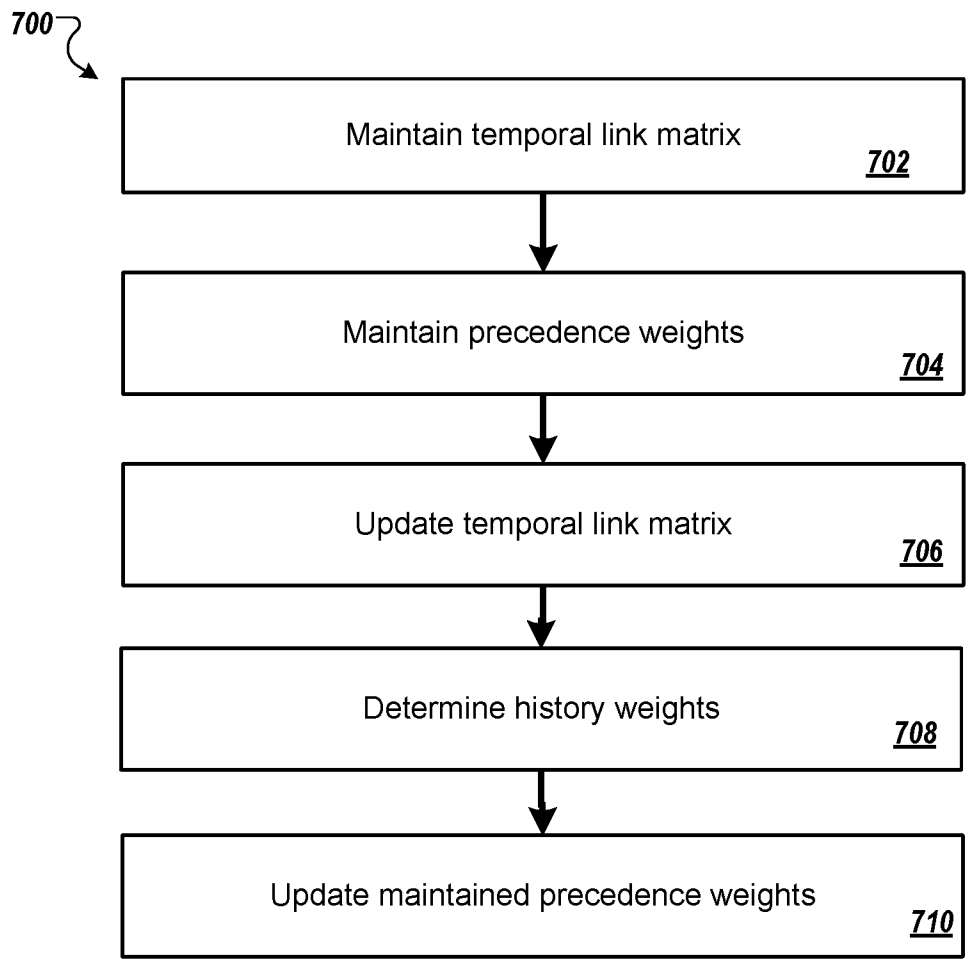 700
Maintain temporal link matrix
702
Maintain precedence weights
704
Update temporal link matrix
706
Determine history weights
708
Update maintained precedence weights
710